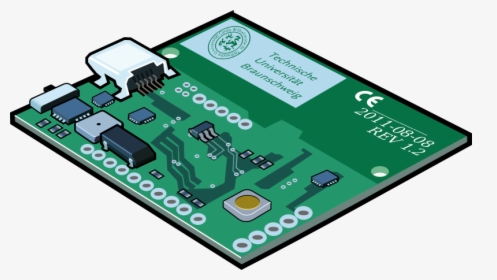 Technische
Universität
Braunschweig
CE
2011-08-08
REV 1.2